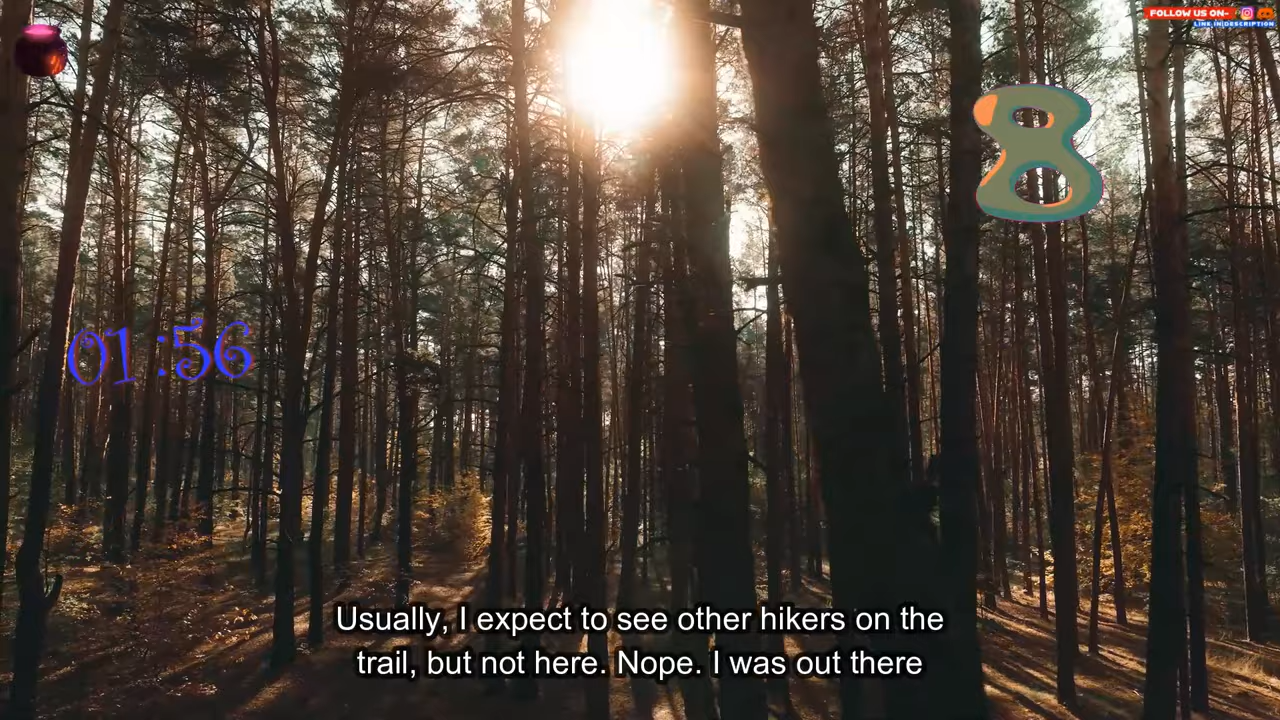 FOLLOW US ON-
LINK IN DESCRIPTION
8
01:56
Usually, I expect to see other hikers on the
trail, but not here. Nope. I was out there